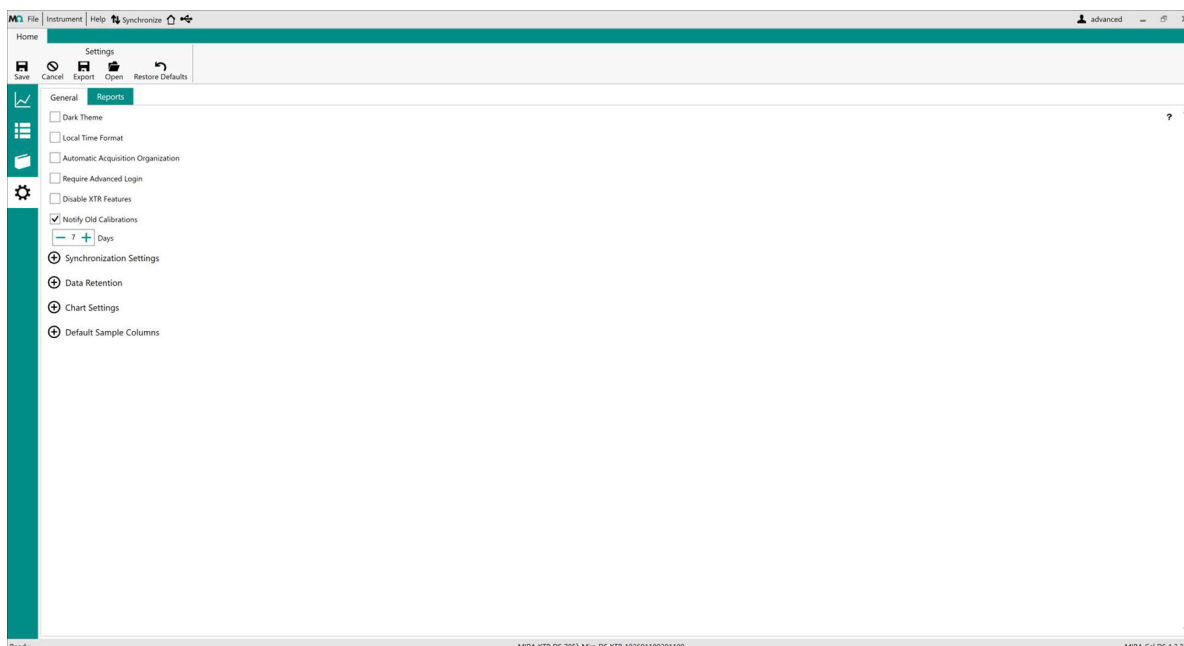 File Instrument Help Synchronize advanced
Home
Settings
Save Cancel Export Open Restore Defaults
General Reports
Dark Theme ?
Local Time Format
Automatic Acquisition Organization
Require Advanced Login
Disable XTR Features
Notify Old Calibrations
7 Days
Synchronization Settings
Data Retention
Chart Settings
Default Sample Columns